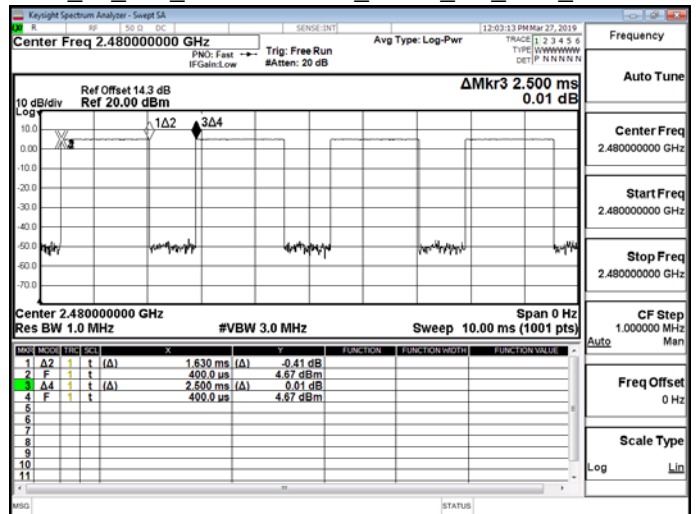 Keysight Spectrum Analyzer - Swept SA
R RF 50 Ω DC SENSE:INT 12:03:13 PM Mar 27, 2019
Center Freq 2.480000000 GHz
PNO: Fast
IFGain:Low
Trig: Free Run
#Atten: 20 dB
Avg Type: Log-Pwr
TRACE 1 2 3 4 5 6
TYPE WWWWWW
DET P N N N N N
Ref Offset 14.3 dB
Ref 20.00 dBm
ΔMkr3 2.500 ms
0.01 dB
10 dB/div
Log
10.0
0.00
-10.0
-20.0
-30.0
-40.0
-50.0
-60.0
-70.0
1Δ2
3Δ4
Center 2.480000000 GHz
Span 0 Hz
Res BW 1.0 MHz
#VBW 3.0 MHz
Sweep 10.00 ms (1001 pts)
MKR MODE TRC SCL X Y FUNCTION FUNCTION WIDTH FUNCTION VALUE
1 Δ2 1 t (Δ) 1.630 ms (Δ) -0.41 dB
2 F 1 t 400.0 µs 4.67 dBm
3 Δ4 1 t (Δ) 2.500 ms (Δ) 0.01 dB
4 F 1 t 400.0 µs 4.67 dBm
5
6
7
8
9
10
11
MSG
STATUS
Frequency
Auto Tune
Center Freq
2.480000000 GHz
Start Freq
2.480000000 GHz
Stop Freq
2.480000000 GHz
CF Step
1.000000 MHz
Auto Man
Freq Offset
0 Hz
Scale Type
Log Lin